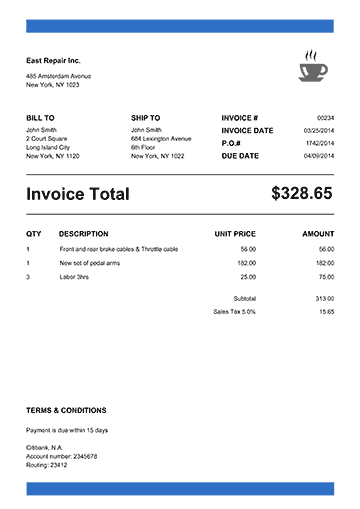 East Repair Inc.
485 Amsterdam Avenue
New York, NY 1023
BILL TO
John Smith
2 Court Square
Long Island City
New York, NY 1120
SHIP TO
John Smith
684 Lexington Avenue
6th Floor
New York, NY 1022
INVOICE # 00234
INVOICE DATE 03/25/2014
P.O.# 1742/2014
DUE DATE 04/09/2014
Invoice Total $328.65
QTY DESCRIPTION UNIT PRICE AMOUNT
1 Front and rear brake cables & Throttle cable 56.00 56.00
1 New set of pedal arms 182.00 182.00
3 Labor 3hrs 25.00 75.00
Subtotal 313.00
Sales Tax 5.0% 15.65
TERMS & CONDITIONS
Payment is due within 15 days
Citibank, N.A.
Account number: 2345678
Routing: 23412